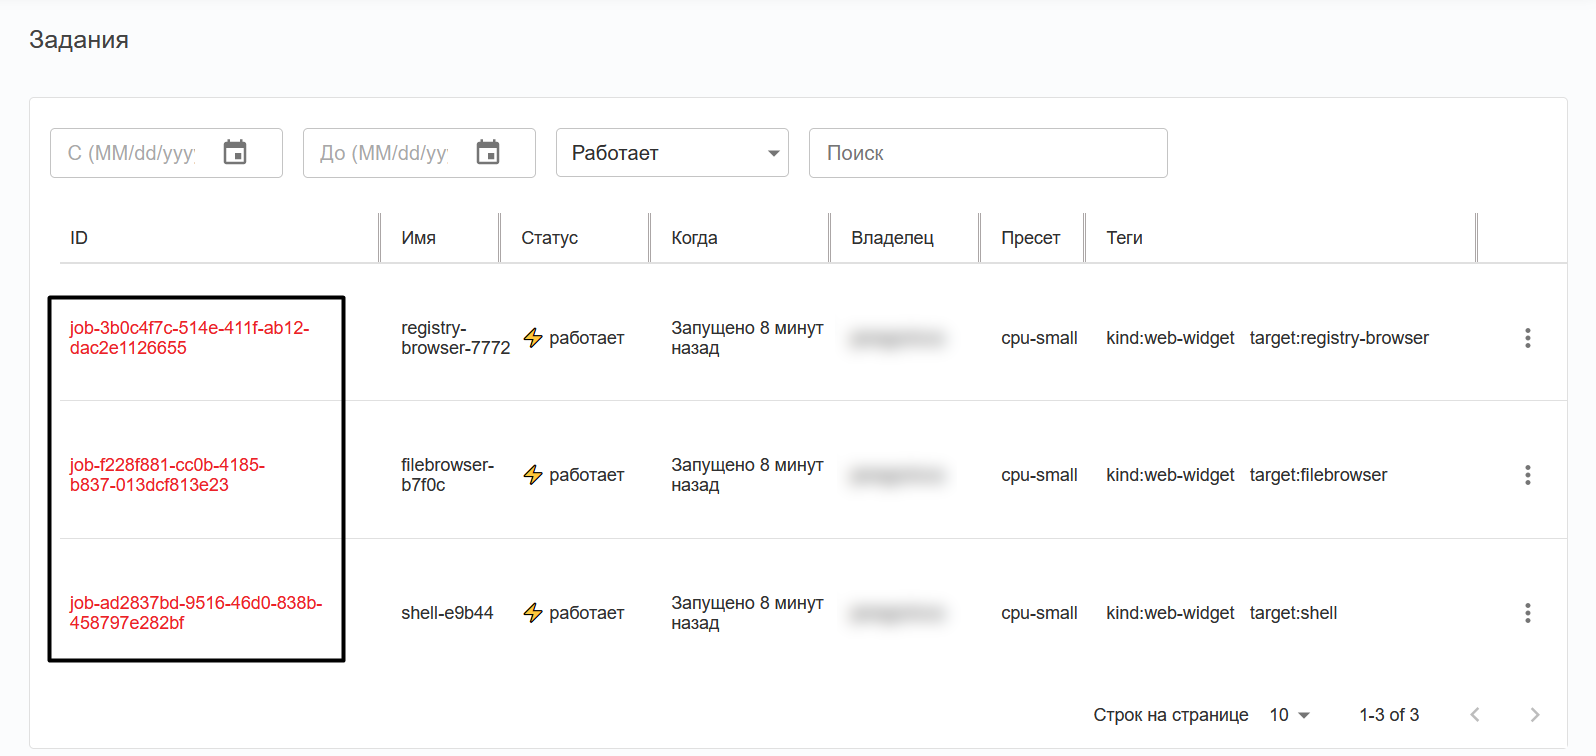 Задания
С (MM/dd/yyy
До (MM/dd/yy
Работает
Поиск
ID Имя Статус Когда Владелец Пресет Теги
job-3b0c4f7c-514e-411f-ab12-
dac2e1126655
registry-
browser-7772
работает
Запущено 8 минут
назад
cpu-small
kind:web-widget target:registry-browser
job-f228f881-cc0b-4185-
b837-013dcf813e23
filebrowser-
b7f0c
работает
Запущено 8 минут
назад
cpu-small
kind:web-widget target:filebrowser
job-ad2837bd-9516-46d0-838b-
458797e282bf
shell-e9b44
работает
Запущено 8 минут
назад
cpu-small
kind:web-widget target:shell
Строк на странице 10 1-3 of 3